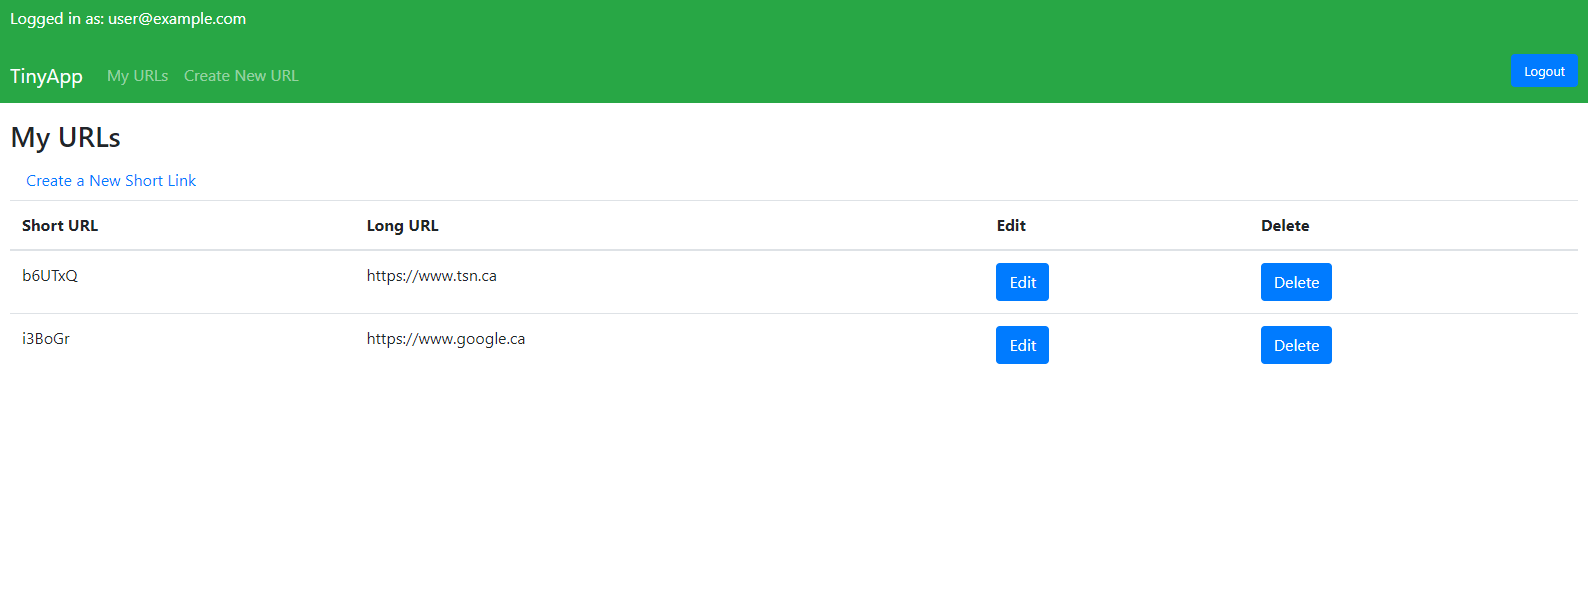 Logged in as: user@example.com
TinyApp My URLs Create New URL Logout
My URLs
Create a New Short Link
Short URL Long URL Edit Delete
b6UTxQ https://www.tsn.ca Edit Delete
i3BoGr https://www.google.ca Edit Delete